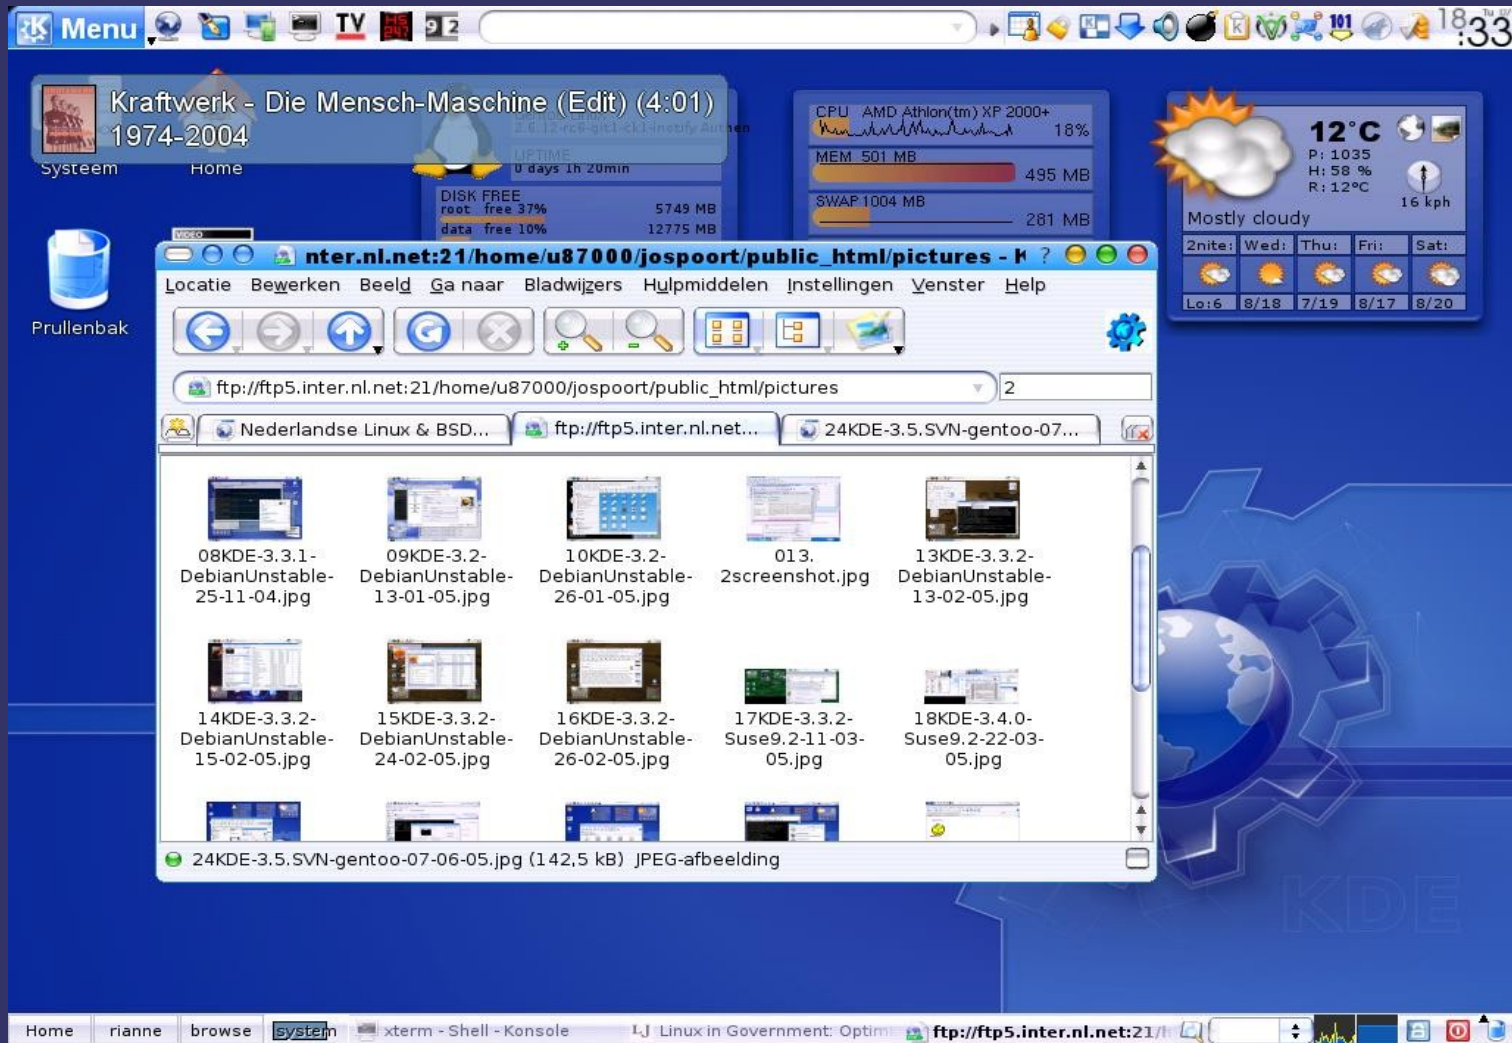 Menu
TV
HS
247
9 2
101
18:33
Kraftwerk - Die Mensch-Maschine (Edit) (4:01)
1974-2004
Systeem
Home
VIDEO
Prullenbak
UPTIME
0 days 1h 20min
DISK FREE
root free 37% 5749 MB
data free 10% 12775 MB
CPU AMD Athlon(tm) XP 2000+
18%
MEM 501 MB
495 MB
SWAP 1004 MB
281 MB
12°C
P: 1035
H: 58 %
R: 12°C
16 kph
Mostly cloudy
2nite: Wed: Thu: Fri: Sat:
Lo:6 8/18 7/19 8/17 8/20
nter.nl.net:21/home/u87000/jospoort/public_html/pictures - K ?
Locatie Bewerken Beeld Ga naar Bladwijzers Hulpmiddelen Instellingen Venster Help
ftp://ftp5.inter.nl.net:21/home/u87000/jospoort/public_html/pictures
2
Nederlandse Linux & BSD...
ftp://ftp5.inter.nl.net...
24KDE-3.5.SVN-gentoo-07...
08KDE-3.3.1-
DebianUnstable-
25-11-04.jpg
09KDE-3.2-
DebianUnstable-
13-01-05.jpg
10KDE-3.2-
DebianUnstable-
26-01-05.jpg
013.
2screenshot.jpg
13KDE-3.3.2-
DebianUnstable-
13-02-05.jpg
14KDE-3.3.2-
DebianUnstable-
15-02-05.jpg
15KDE-3.3.2-
DebianUnstable-
24-02-05.jpg
16KDE-3.3.2-
DebianUnstable-
26-02-05.jpg
17KDE-3.3.2-
Suse9.2-11-03-
05.jpg
18KDE-3.4.0-
Suse9.2-22-03-
05.jpg
24KDE-3.5.SVN-gentoo-07-06-05.jpg (142,5 kB) JPEG-afbeelding
KDE
Home rianne browse system
xterm - Shell - Konsole
Linux in Government: Optim
ftp://ftp5.inter.nl.net:21/h